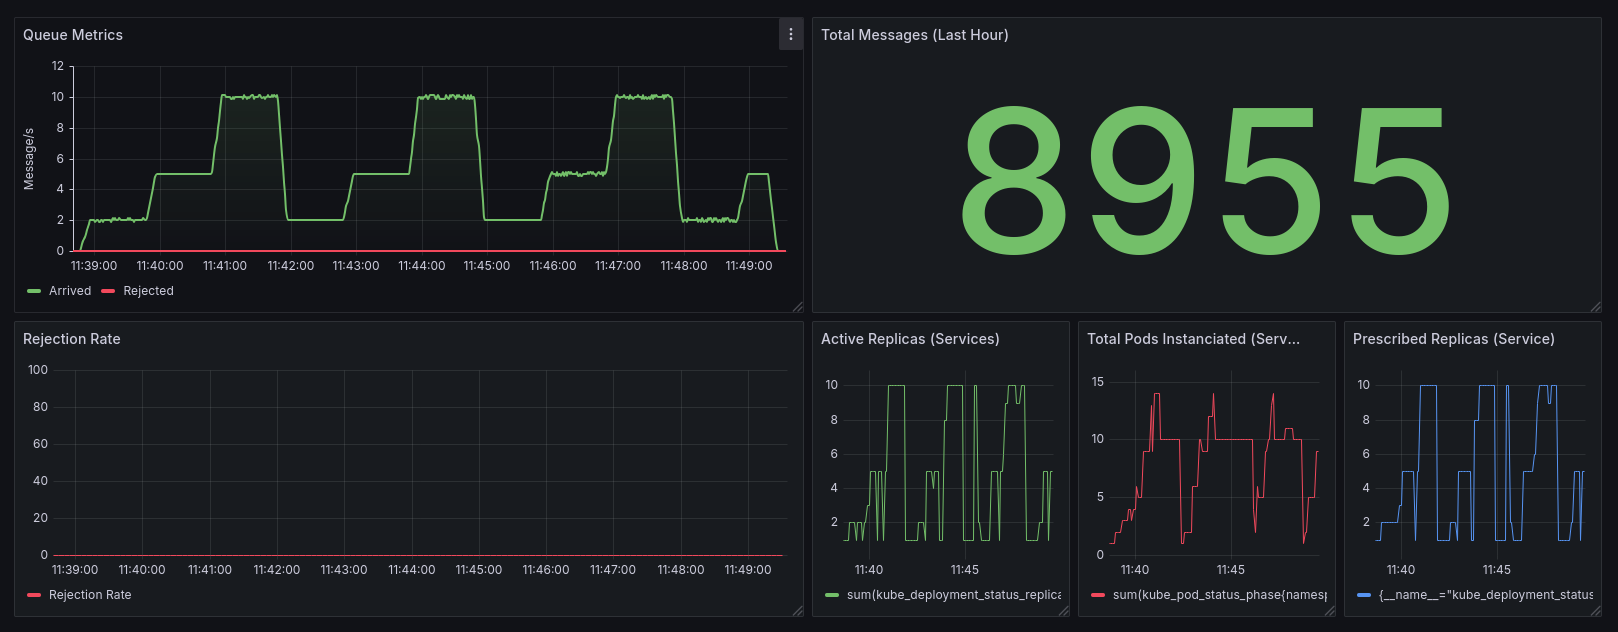 Queue Metrics
Message/s
12
10
8
6
4
2
0
11:39:00 11:40:00 11:41:00 11:42:00 11:43:00 11:44:00 11:45:00 11:46:00 11:47:00 11:48:00 11:49:00
Arrived Rejected
Total Messages (Last Hour)
8955
Rejection Rate
100
80
60
40
20
0
11:39:00 11:40:00 11:41:00 11:42:00 11:43:00 11:44:00 11:45:00 11:46:00 11:47:00 11:48:00 11:49:00
Rejection Rate
Active Replicas (Services)
10
8
6
4
2
11:40 11:45
sum(kube_deployment_status_replica
Total Pods Instanciated (Serv...
15
10
5
0
11:40 11:45
sum(kube_pod_status_phase{namesp
Prescribed Replicas (Service)
10
8
6
4
2
11:40 11:45
{__name__="kube_deployment_status